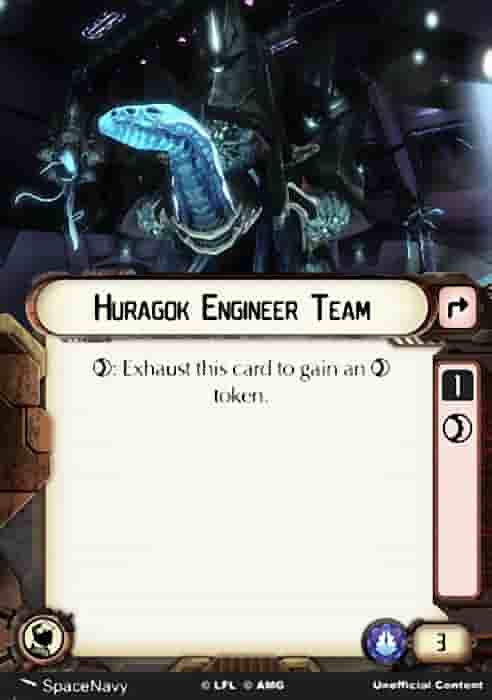 Huragok Engineer Team
: Exhaust this card to gain an
token.
1
3
SpaceNavy
© LFL © AMG
Unofficial Content